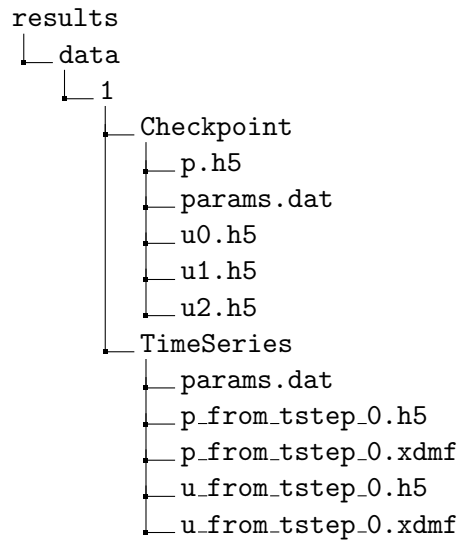 results
data
1
Checkpoint
p.h5
params.dat
u0.h5
u1.h5
u2.h5
TimeSeries
params.dat
p_from_tstep_0.h5
p_from_tstep_0.xdmf
u_from_tstep_0.h5
u_from_tstep_0.xdmf